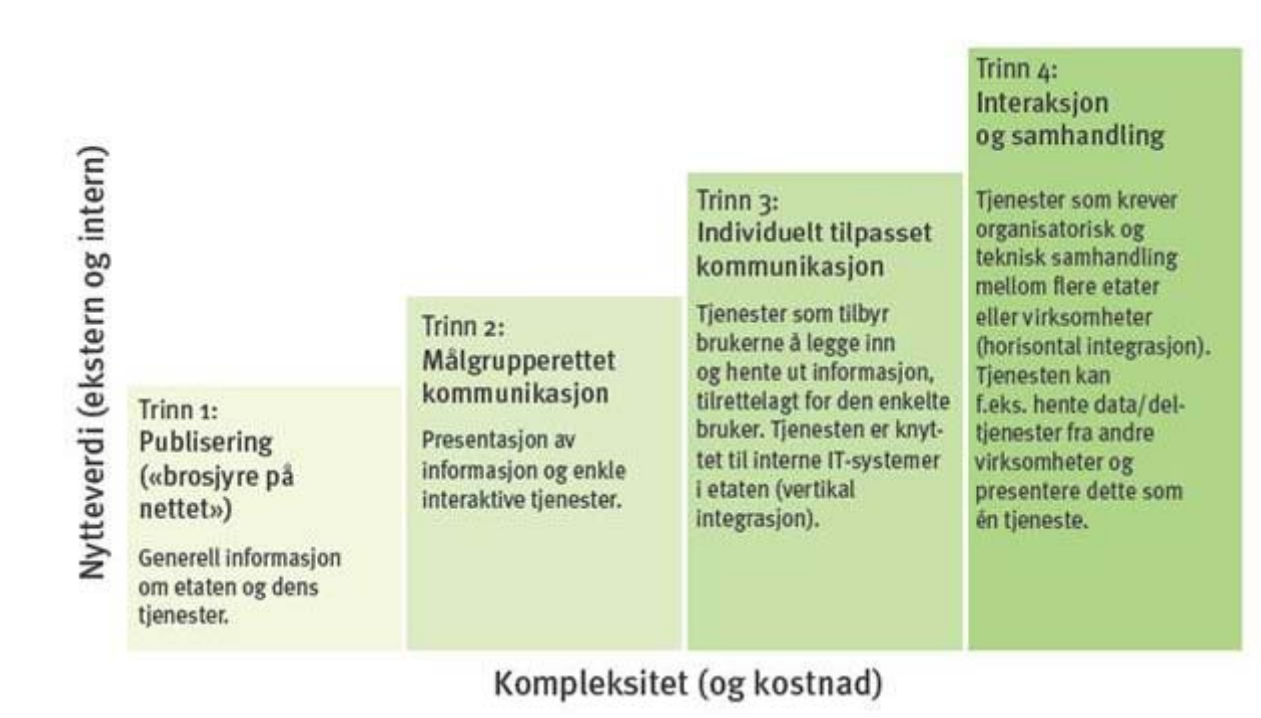 Nytteverdi (ekstern og intern)
Trinn 1:
Publisering
(«brosjyre på
nettet»)
Generell informasjon
om etaten og dens
tjenester.
Trinn 2:
Målgrupperettet
kommunikasjon
Presentasjon av
informasjon og enkle
interaktive tjenester.
Trinn 3:
Individuelt tilpasset
kommunikasjon
Tjenester som tilbyr
brukerne å legge inn
og hente ut informasjon,
tilrettelagt for den enkelte
bruker. Tjenesten er knyt-
tet til interne IT-systemer
i etaten (vertikal
integrasjon).
Trinn 4:
Interaksjon
og samhandling
Tjenester som krever
organisatorisk og
teknisk samhandling
mellom flere etater
eller virksomheter
(horisontal integrasjon).
Tjenesten kan
f.eks. hente data/del-
tjenester fra andre
virksomheter og
presentere dette som
én tjeneste.
Kompleksitet (og kostnad)